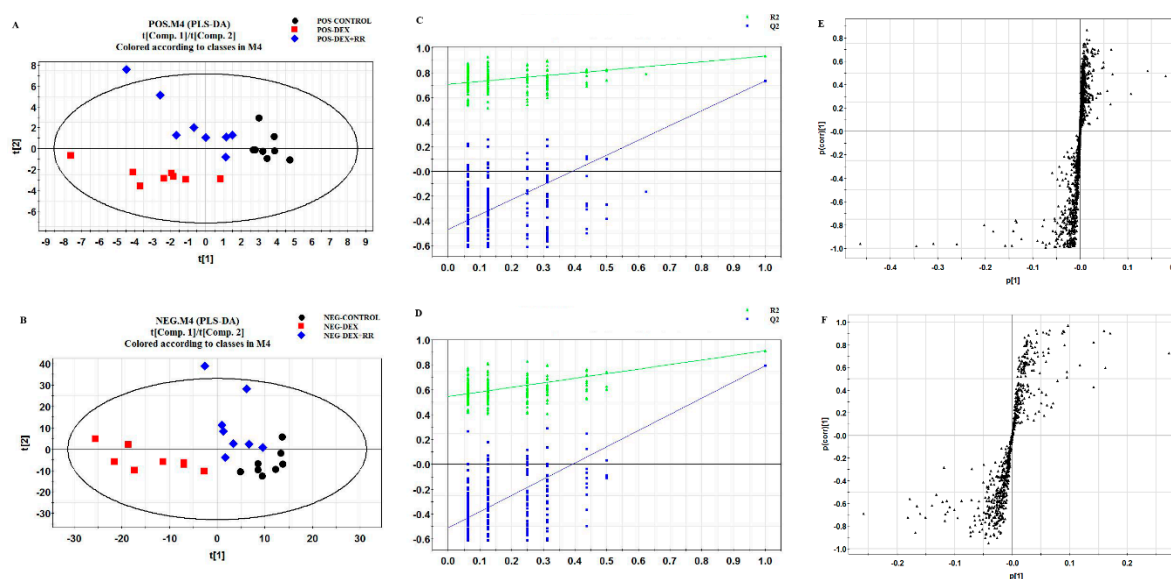 A
POS.M4 (PLS-DA)
t[Comp. 1]/t[Comp. 2]
Colored according to classes in M4
POS-CONTROL
POS-DEX
POS-DEX+RR
t[2]
8
6
4
2
0
-2
-4
-6
-9 -8 -7 -6 -5 -4 -3 -2 -1 0 1 2 3 4 5 6 7 8 9
t[1]
C
R2
Q2
1.0
0.8
0.6
0.4
0.2
-0.0
-0.2
-0.4
-0.6
0.0 0.1 0.2 0.3 0.4 0.5 0.6 0.7 0.8 0.9 1.0
E
p(corr)[1]
0.8
0.6
0.4
0.2
-0.0
-0.2
-0.4
-0.6
-0.8
-1.0
-0.4 -0.3 -0.2 -0.1 -0.0 0.1
p[1]
B
NEG.M4 (PLS-DA)
t[Comp. 1]/t[Comp. 2]
Colored according to classes in M4
NEG-CONTROL
NEG-DEX
NEG-DEX+RR
t[2]
40
30
20
10
0
-10
-20
-30
-30 -20 -10 0 10 20 30
t[1]
D
R2
Q2
1.0
0.8
0.6
0.4
0.2
-0.0
-0.2
-0.4
-0.6
0.0 0.1 0.2 0.3 0.4 0.5 0.6 0.7 0.8 0.9 1.0
F
p(corr)[1]
1.0
0.8
0.6
0.4
0.2
-0.0
-0.2
-0.4
-0.6
-0.8
-1.0
-0.2 -0.1 -0.0 0.1 0.2
p[1]